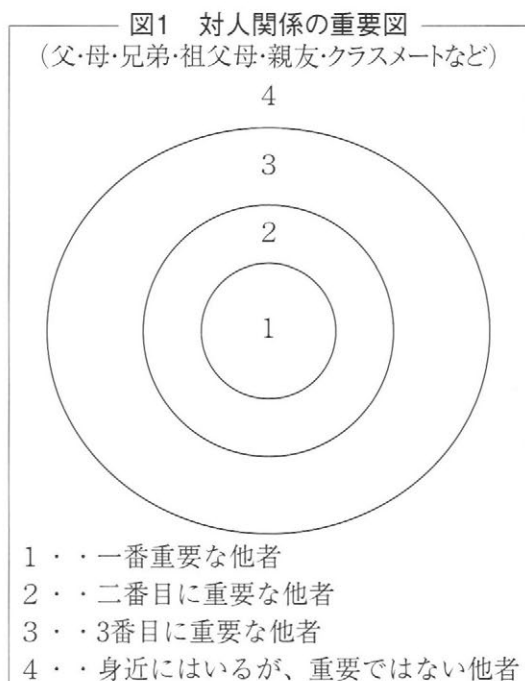 図1 対人関係の重要図
(父・母・兄弟・祖父母・親友・クラスメートなど)
4
3
2
1
1・・一番重要な他者
2・・二番目に重要な他者
3・・3番目に重要な他者
4・・身近にはいるが、重要ではない他者